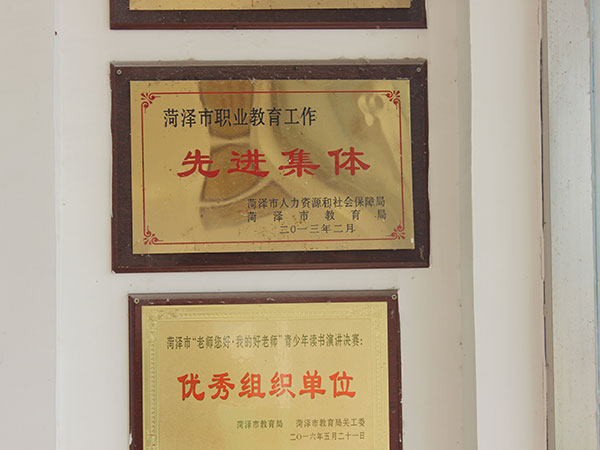 菏泽市职业教育工作
先进集体
菏泽市人力资源和社会保障局
菏泽市教育局
二〇一三年二月
菏泽市“老师您好·我的好老师”青少年读书演讲决赛：
优秀组织单位
菏泽市教育局 菏泽市教育局关工委
二〇一六年五月二十一日